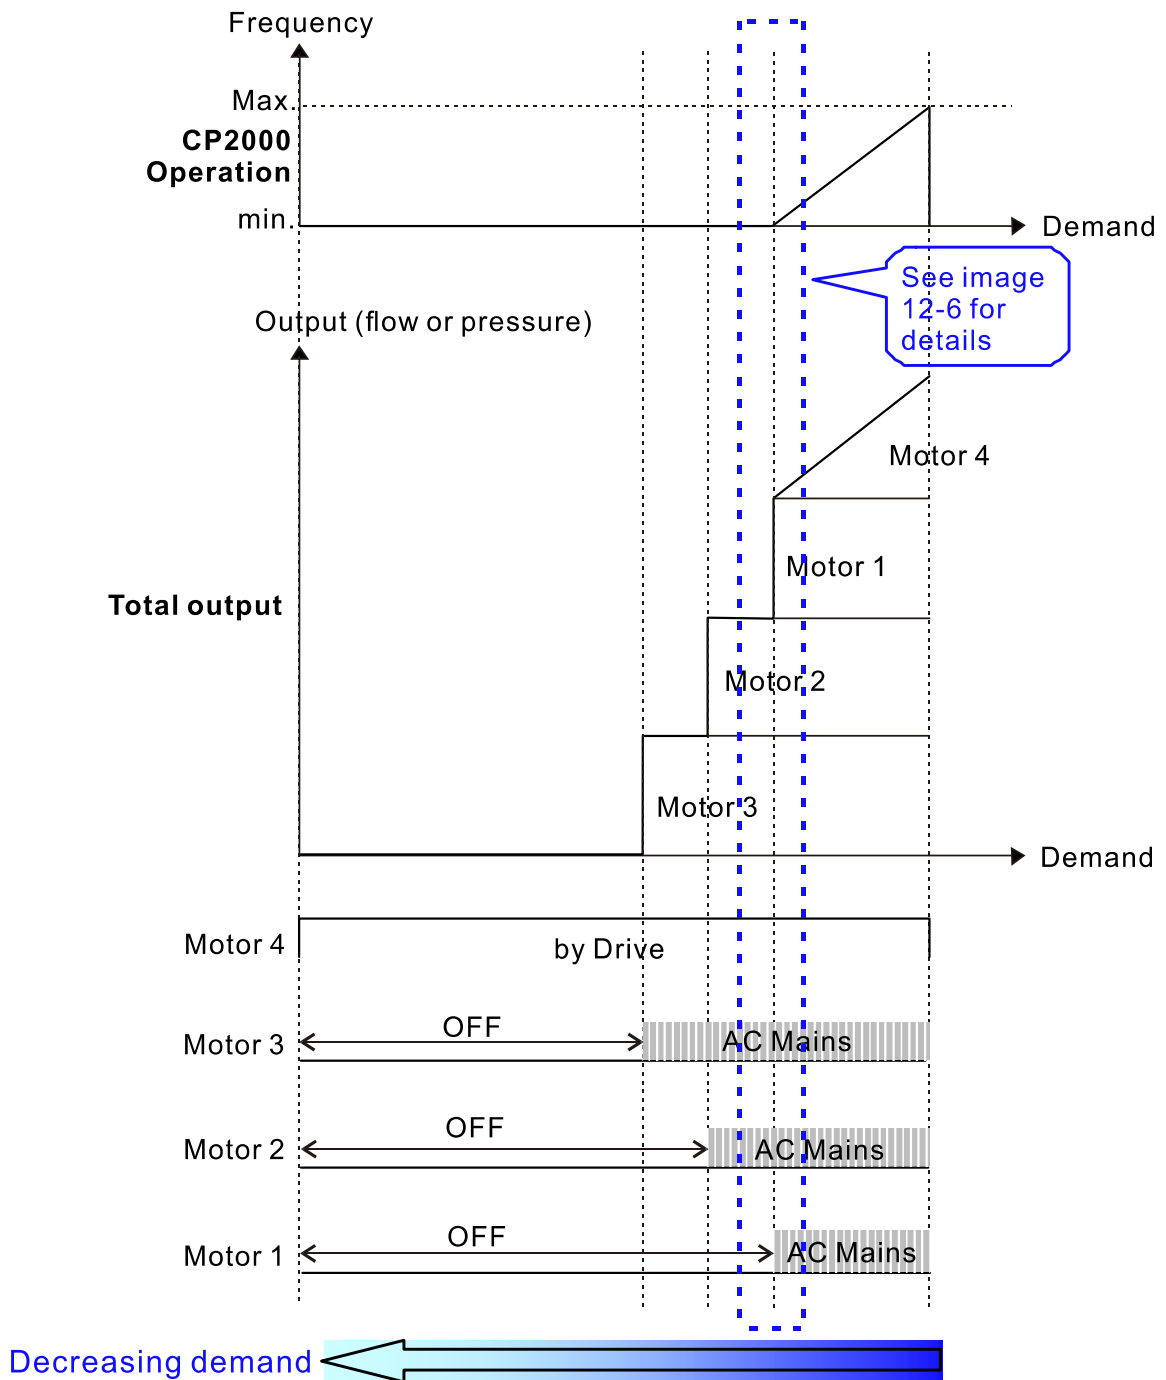 Frequency
Max.
CP2000
Operation
min.
Demand
See image
12-6 for
details
Output (flow or pressure)
Motor 4
Motor 1
Total output
Motor 2
Motor 3
Demand
Motor 4
by Drive
Motor 3
OFF
AC Mains
Motor 2
OFF
AC Mains
Motor 1
OFF
AC Mains
Decreasing demand